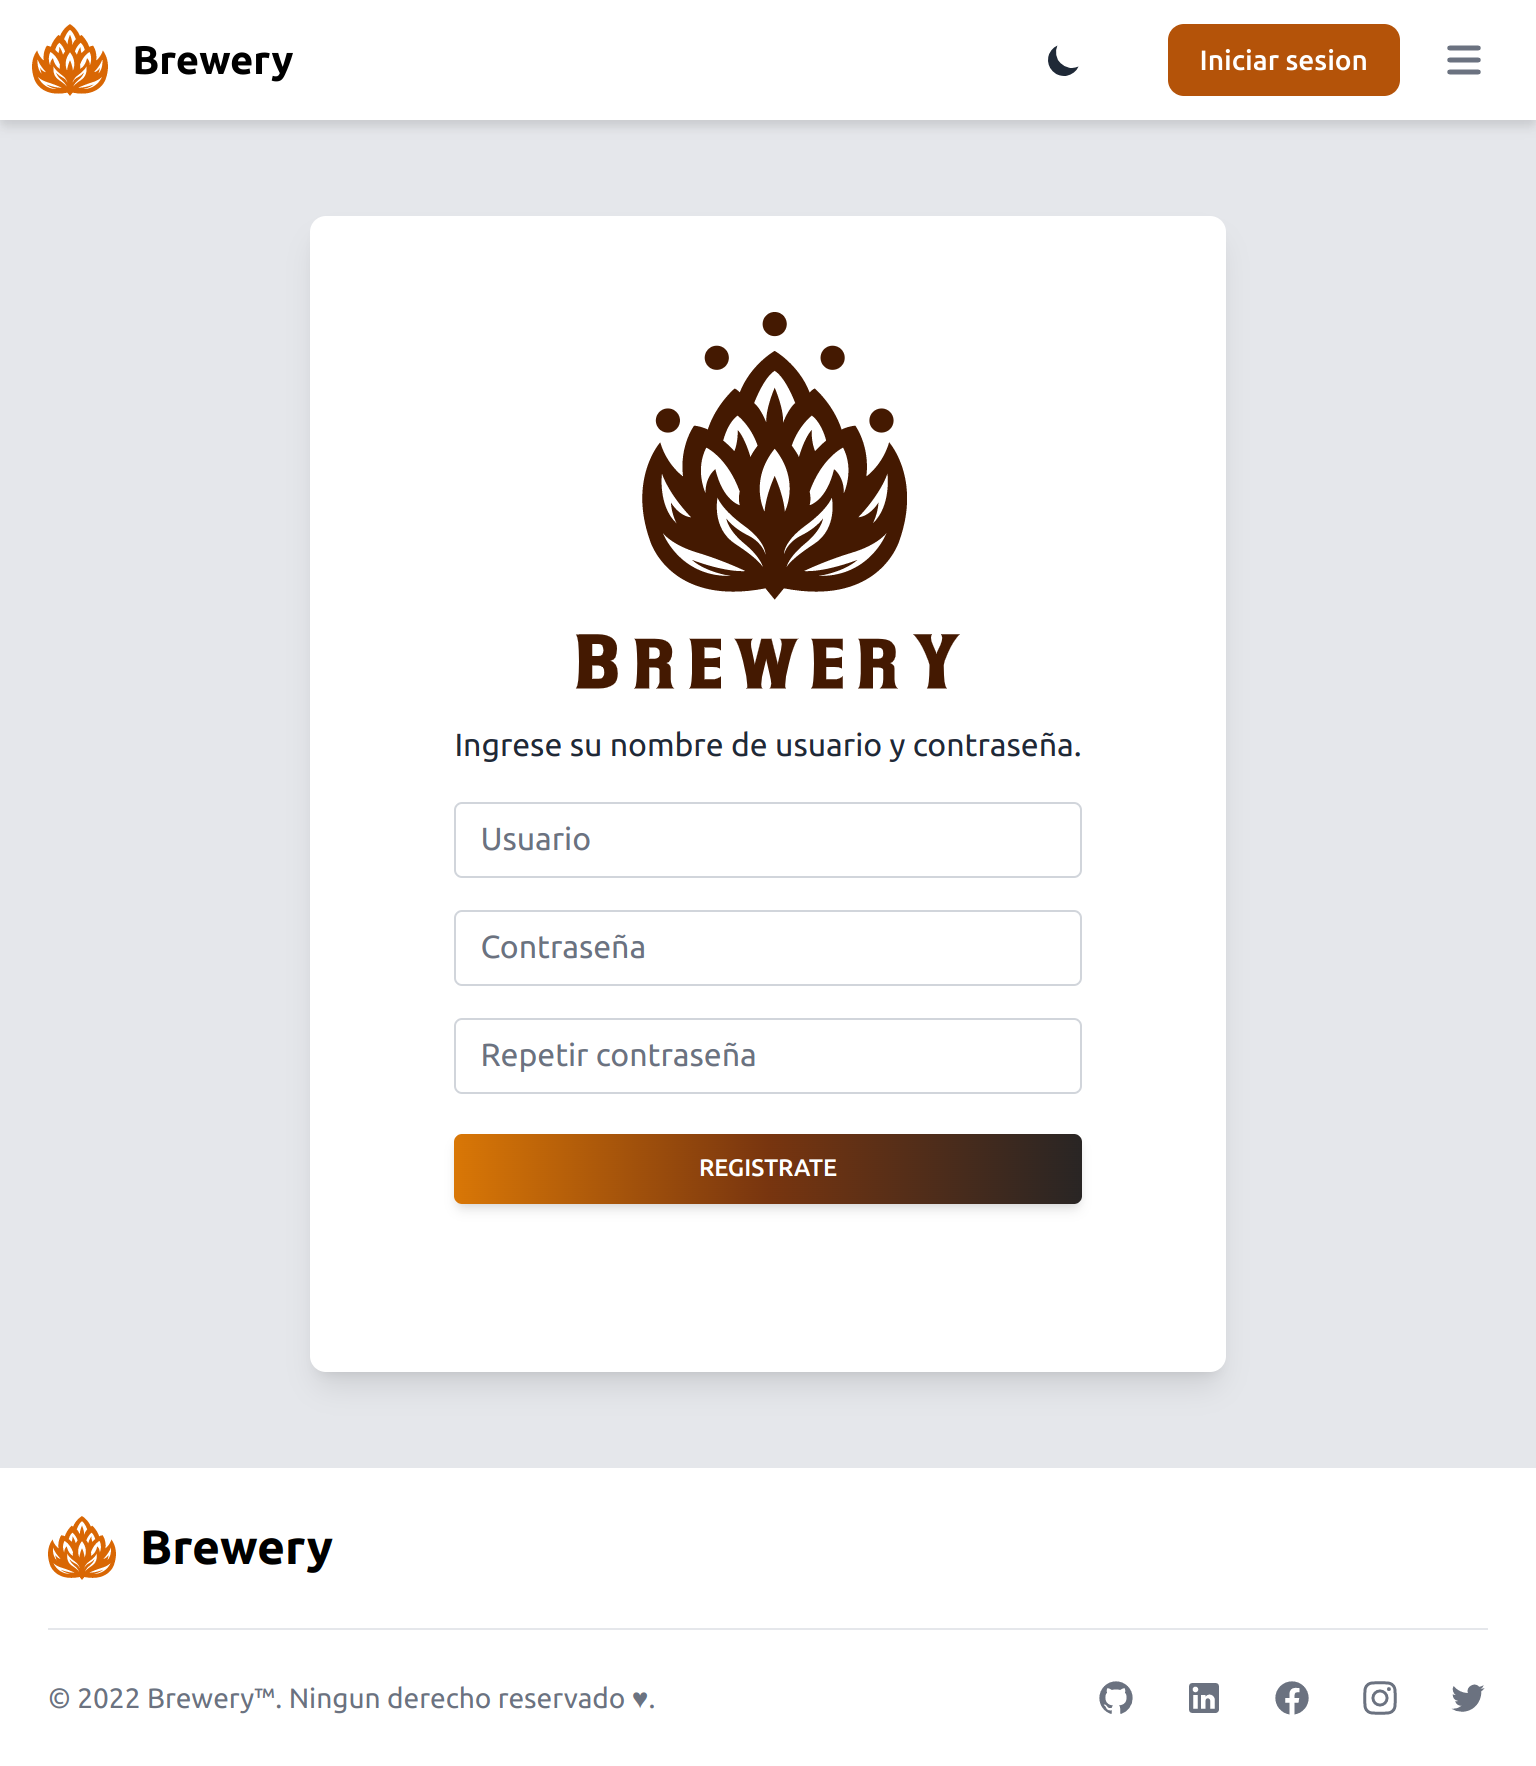 Brewery
Iniciar sesion
BREWERY
Ingrese su nombre de usuario y contraseña.
Usuario
Contraseña
Repetir contraseña
REGISTRATE
Brewery
© 2022 Brewery™. Ningun derecho reservado ♥.